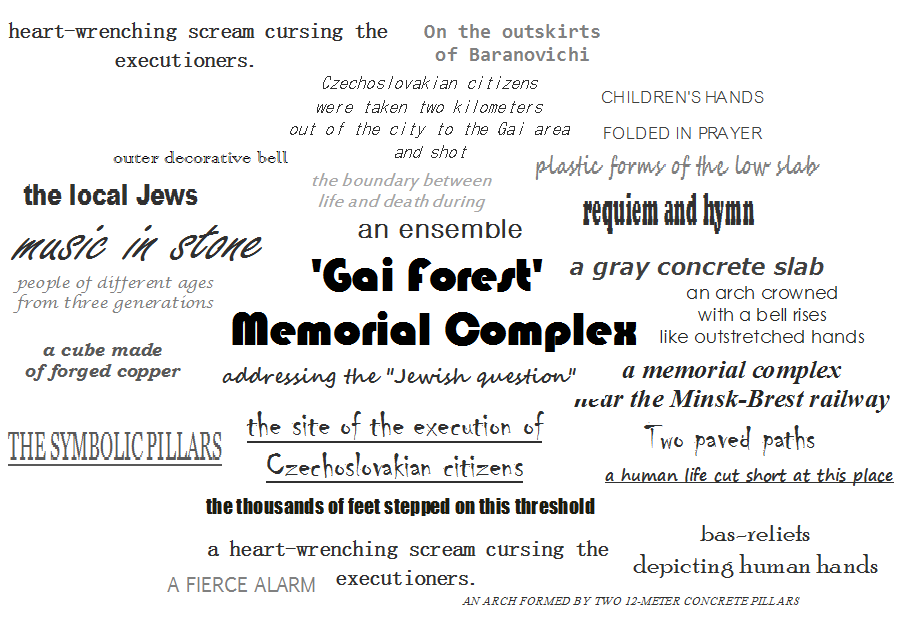 heart-wrenching scream cursing the
executioners.
On the outskirts
of Baranovichi
Czechoslovakian citizens
were taken two kilometers
out of the city to the Gai area
and shot
CHILDREN'S HANDS
FOLDED IN PRAYER
outer decorative bell
plastic forms of the low slab
the local Jews
the boundary between
life and death during
requiem and hymn
music in stone
an ensemble
'Gai Forest'
Memorial Complex
a gray concrete slab
people of different ages
from three generations
an arch crowned
with a bell rises
like outstretched hands
a cube made
of forged copper
addressing the "Jewish question"
a memorial complex
near the Minsk-Brest railway
THE SYMBOLIC PILLARS
the site of the execution of
Czechoslovakian citizens
Two paved paths
a human life cut short at this place
the thousands of feet stepped on this threshold
a heart-wrenching scream cursing the
executioners.
bas-reliefs
depicting human hands
A FIERCE ALARM
AN ARCH FORMED BY TWO 12-METER CONCRETE PILLARS